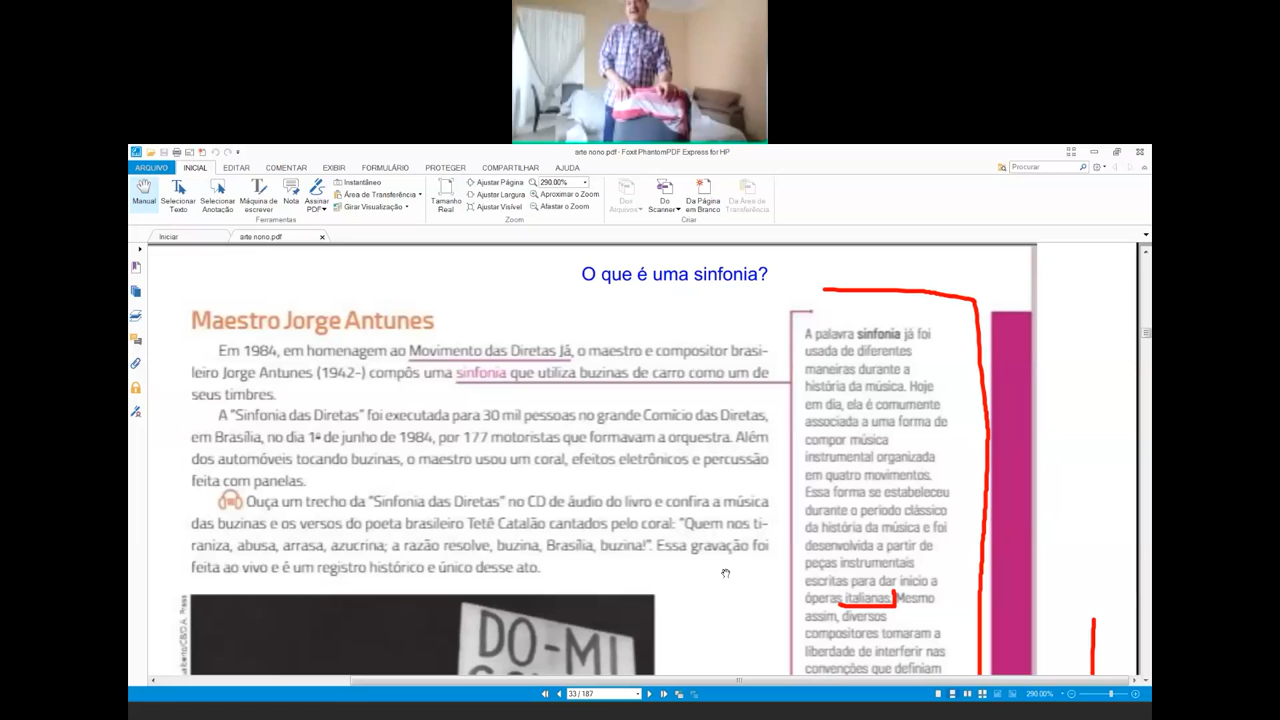 arte nono.pdf - Foxit PhantomPDF Express for HP
ARQUIVO INICIAL EDITAR COMENTAR EXIBIR FORMULÁRIO PROTEGER COMPARTILHAR AJUDA
Procurar
Manual
Selecionar Texto
Selecionar Anotação
Máquina de escrever
Nota
Assinar PDF
Instantâneo
Área de Transferência
Girar Visualização
Ferramentas
Tamanho Real
Ajustar Página
Ajustar Largura
Ajustar Visível
290.00%
Aproximar o Zoom
Afastar o Zoom
Zoom
Dos Arquivos
Do Scanner
Da Página em Branco
Da Área de Transferência
Criar
Iniciar
arte nono.pdf
O que é uma sinfonia?
Maestro Jorge Antunes
Em 1984, em homenagem ao Movimento das Diretas Já, o maestro e compositor brasi-
leiro Jorge Antunes (1942-) compôs uma sinfonia que utiliza buzinas de carro como um de
seus timbres.
A "Sinfonia das Diretas" foi executada para 30 mil pessoas no grande Comício das Diretas,
em Brasília, no dia 1º de junho de 1984, por 177 motoristas que formavam a orquestra. Além
dos automóveis tocando buzinas, o maestro usou um coral, efeitos eletrônicos e percussão
feita com panelas.
Ouça um trecho da "Sinfonia das Diretas" no CD de áudio do livro e confira a música
das buzinas e os versos do poeta brasileiro Tetê Catalão cantados pelo coral: "Quem nos ti-
raniza, abusa, arrasa, azucrina; a razão resolve, buzina, Brasília, buzina!". Essa gravação foi
feita ao vivo e é um registro histórico e único desse ato.
A palavra sinfonia já foi
usada de diferentes
maneiras durante a
história da música. Hoje
em dia, ela é comumente
associada a uma forma de
compor música
instrumental organizada
em quatro movimentos.
Essa forma se estabeleceu
durante o período clássico
da história da música e foi
desenvolvida a partir de
peças instrumentais
escritas para dar início a
óperas italianas. Mesmo
assim, diversos
compositores tomaram a
liberdade de interferir nas
convenções que definiam
DO-MI
33 / 187
290.00%